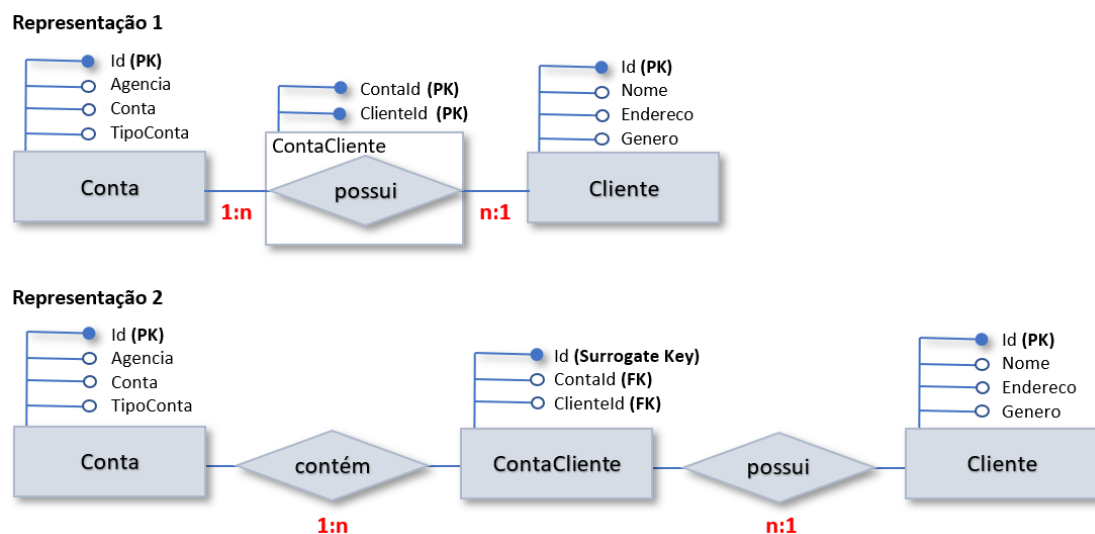 Representação 1
Id (PK)
Agencia
Conta
TipoConta
ContaId (PK)
ClienteId (PK)
Id (PK)
Nome
Endereco
Genero
ContaCliente
Conta
possui
Cliente
1:n
n:1
Representação 2
Id (PK)
Agencia
Conta
TipoConta
Id (Surrogate Key)
ContaId (FK)
ClienteId (FK)
Id (PK)
Nome
Endereco
Genero
Conta
contém
ContaCliente
possui
Cliente
1:n
n:1